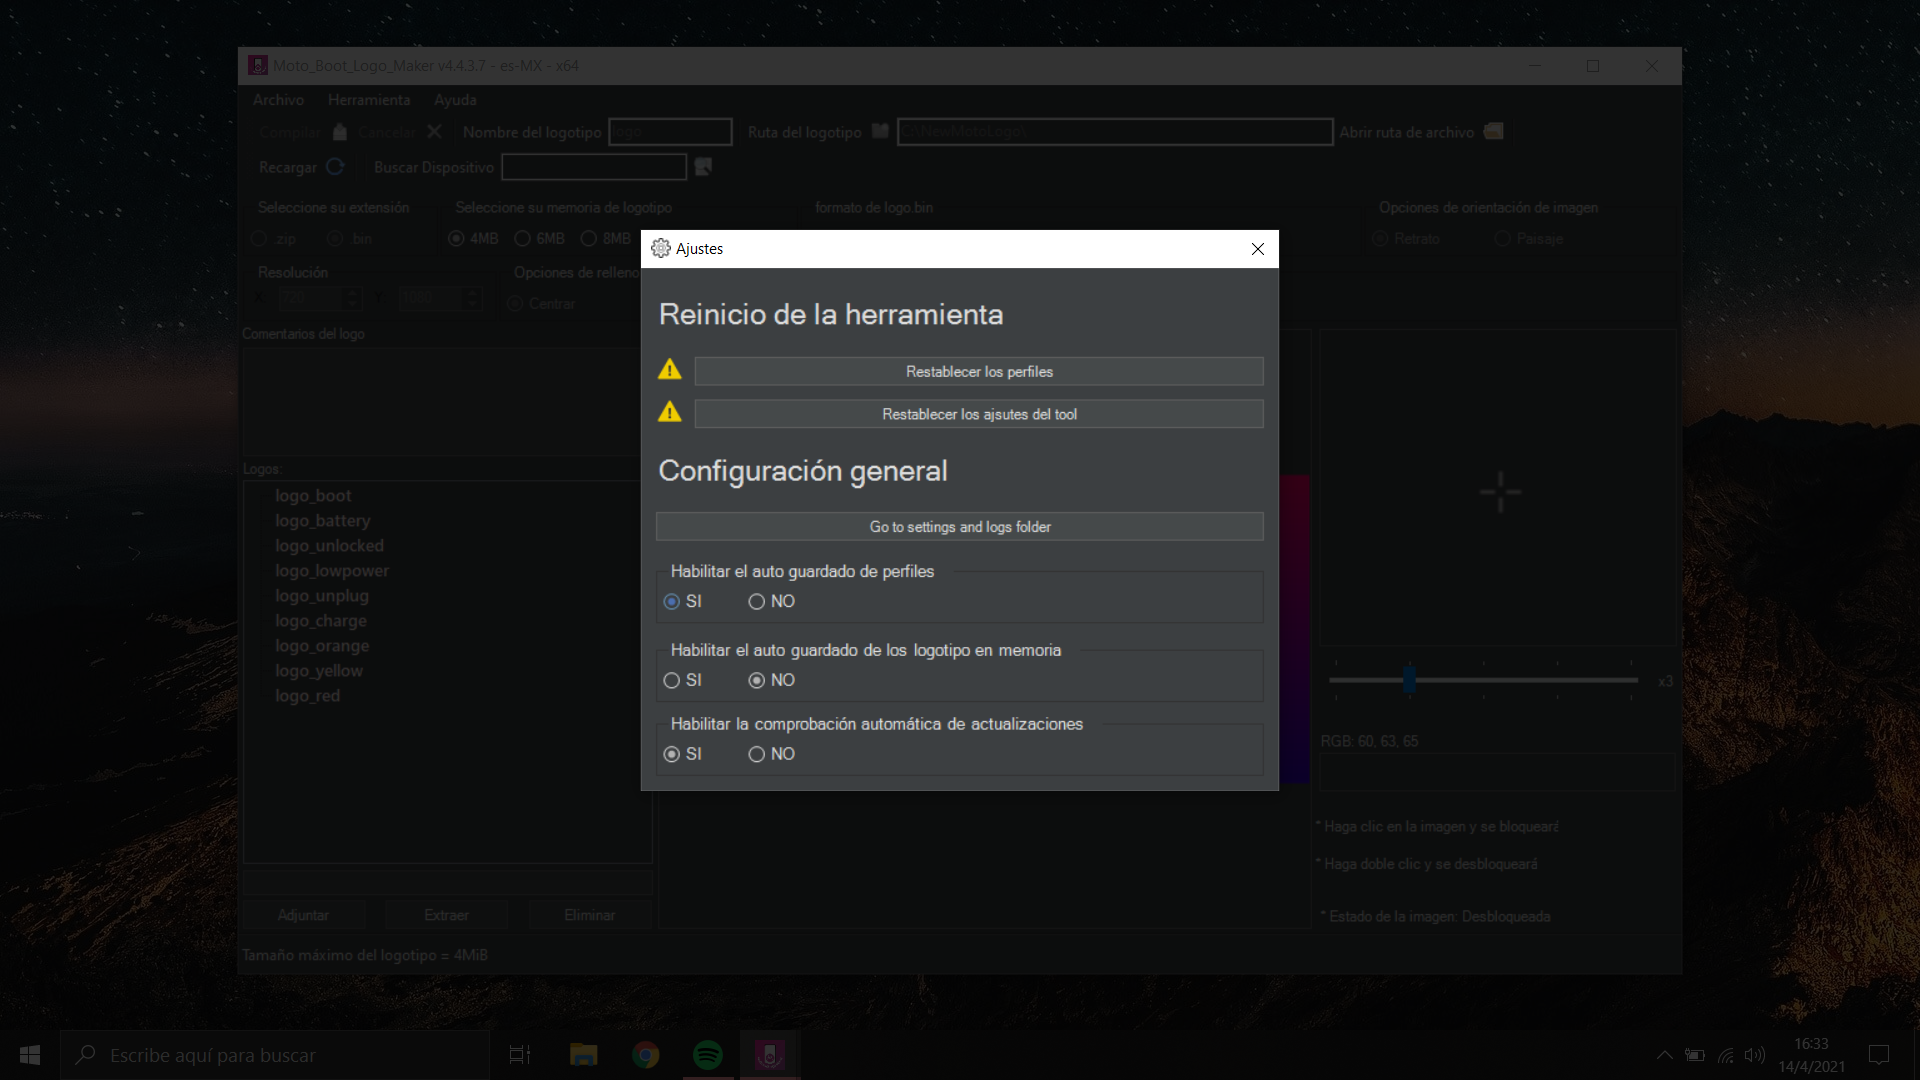 Moto_Boot_Logo_Maker v4.4.3.7 - es-MX - x64
Archivo Herramienta Ayuda
Compilar Cancelar Nombre del logotipo logo Ruta del logotipo C:\NewMotoLogo\ Abrir ruta de archivo
Recargar Buscar Dispositivo
Seleccione su extensión Seleccione su memoria de logotipo formato de logo.bin Opciones de orientación de imagen
zip bin 4MB 6MB 8MB Retrato Paisaje
Resolución Opciones de relleno
X 720 Y Centrar
Comentarios del logo
Logos:
logo_boot
logo_battery
logo_unlocked
logo_lowpower
logo_unplug
logo_charge
logo_orange
logo_yellow
logo_red
Adjuntar Extraer Eliminar
Tamaño máximo del logotipo = 4MiB
Ajustes
Reinicio de la herramienta
Restablecer los perfiles
Restablecer los ajsutes del tool
Configuración general
Go to settings and logs folder
Habilitar el auto guardado de perfiles
SI NO
Habilitar el auto guardado de los logotipo en memoria
SI NO
Habilitar la comprobación automática de actualizaciones
SI NO
x3
RGB: 60, 63, 65
* Haga clic en la imagen y se bloqueará
* Haga doble clic y se desbloqueará
* Estado de la imagen: Desbloqueada
Escribe aquí para buscar
16:33
14/4/2021